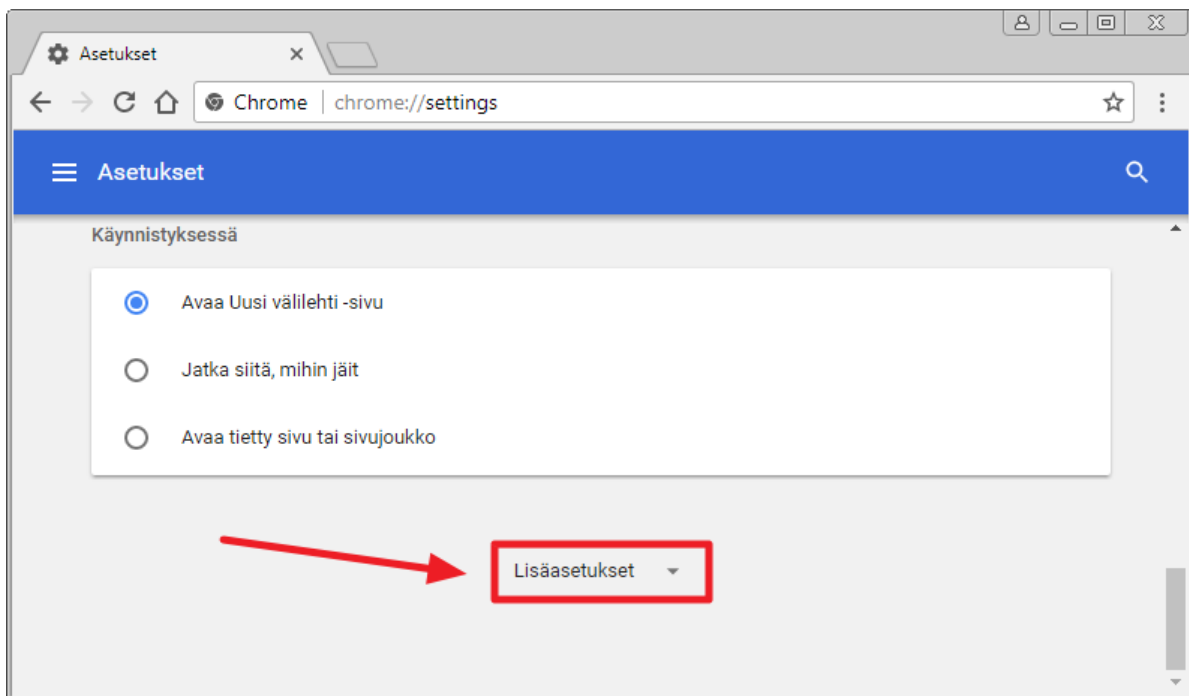 Asetukset
Chrome chrome://settings
Asetukset
Käynnistyksessä
Avaa Uusi välilehti -sivu
Jatka siitä, mihin jäit
Avaa tietty sivu tai sivujoukko
Lisäasetukset